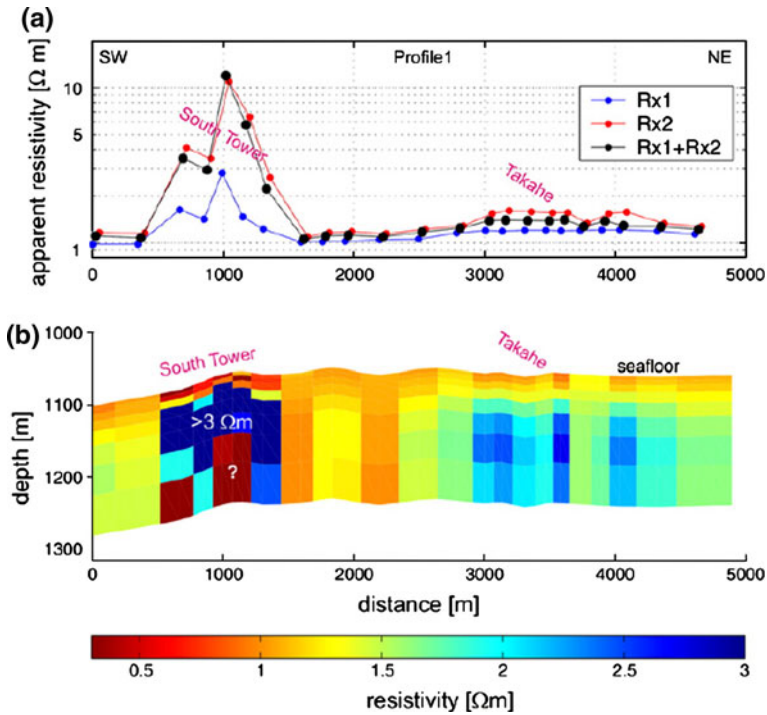 (a)
SW Profile1 NE
10
5
1
apparent resistivity [Ω m]
South Tower
Takahe
Rx1
Rx2
Rx1+Rx2
0 1000 2000 3000 4000 5000
(b)
South Tower
Takahe
seafloor
1000
1100
1200
1300
depth [m]
>3 Ωm
?
0 1000 2000 3000 4000 5000
distance [m]
0.5 1 1.5 2 2.5 3
resistivity [Ωm]